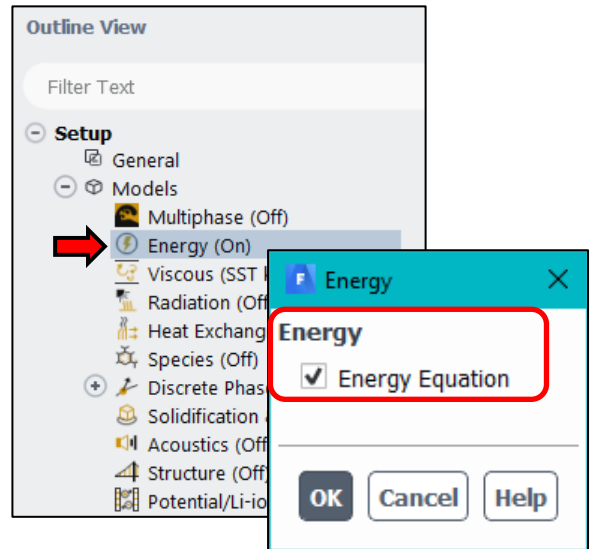 Outline View
Filter Text
Setup
General
Models
Multiphase (Off)
Energy (On)
Viscous (SST
Radiation (Off
Heat Exchang
Species (Off)
Discrete Phas
Solidification
Acoustics (Off
Structure (Off)
Potential/Li-io
F Energy
Energy
Energy Equation
OK Cancel Help